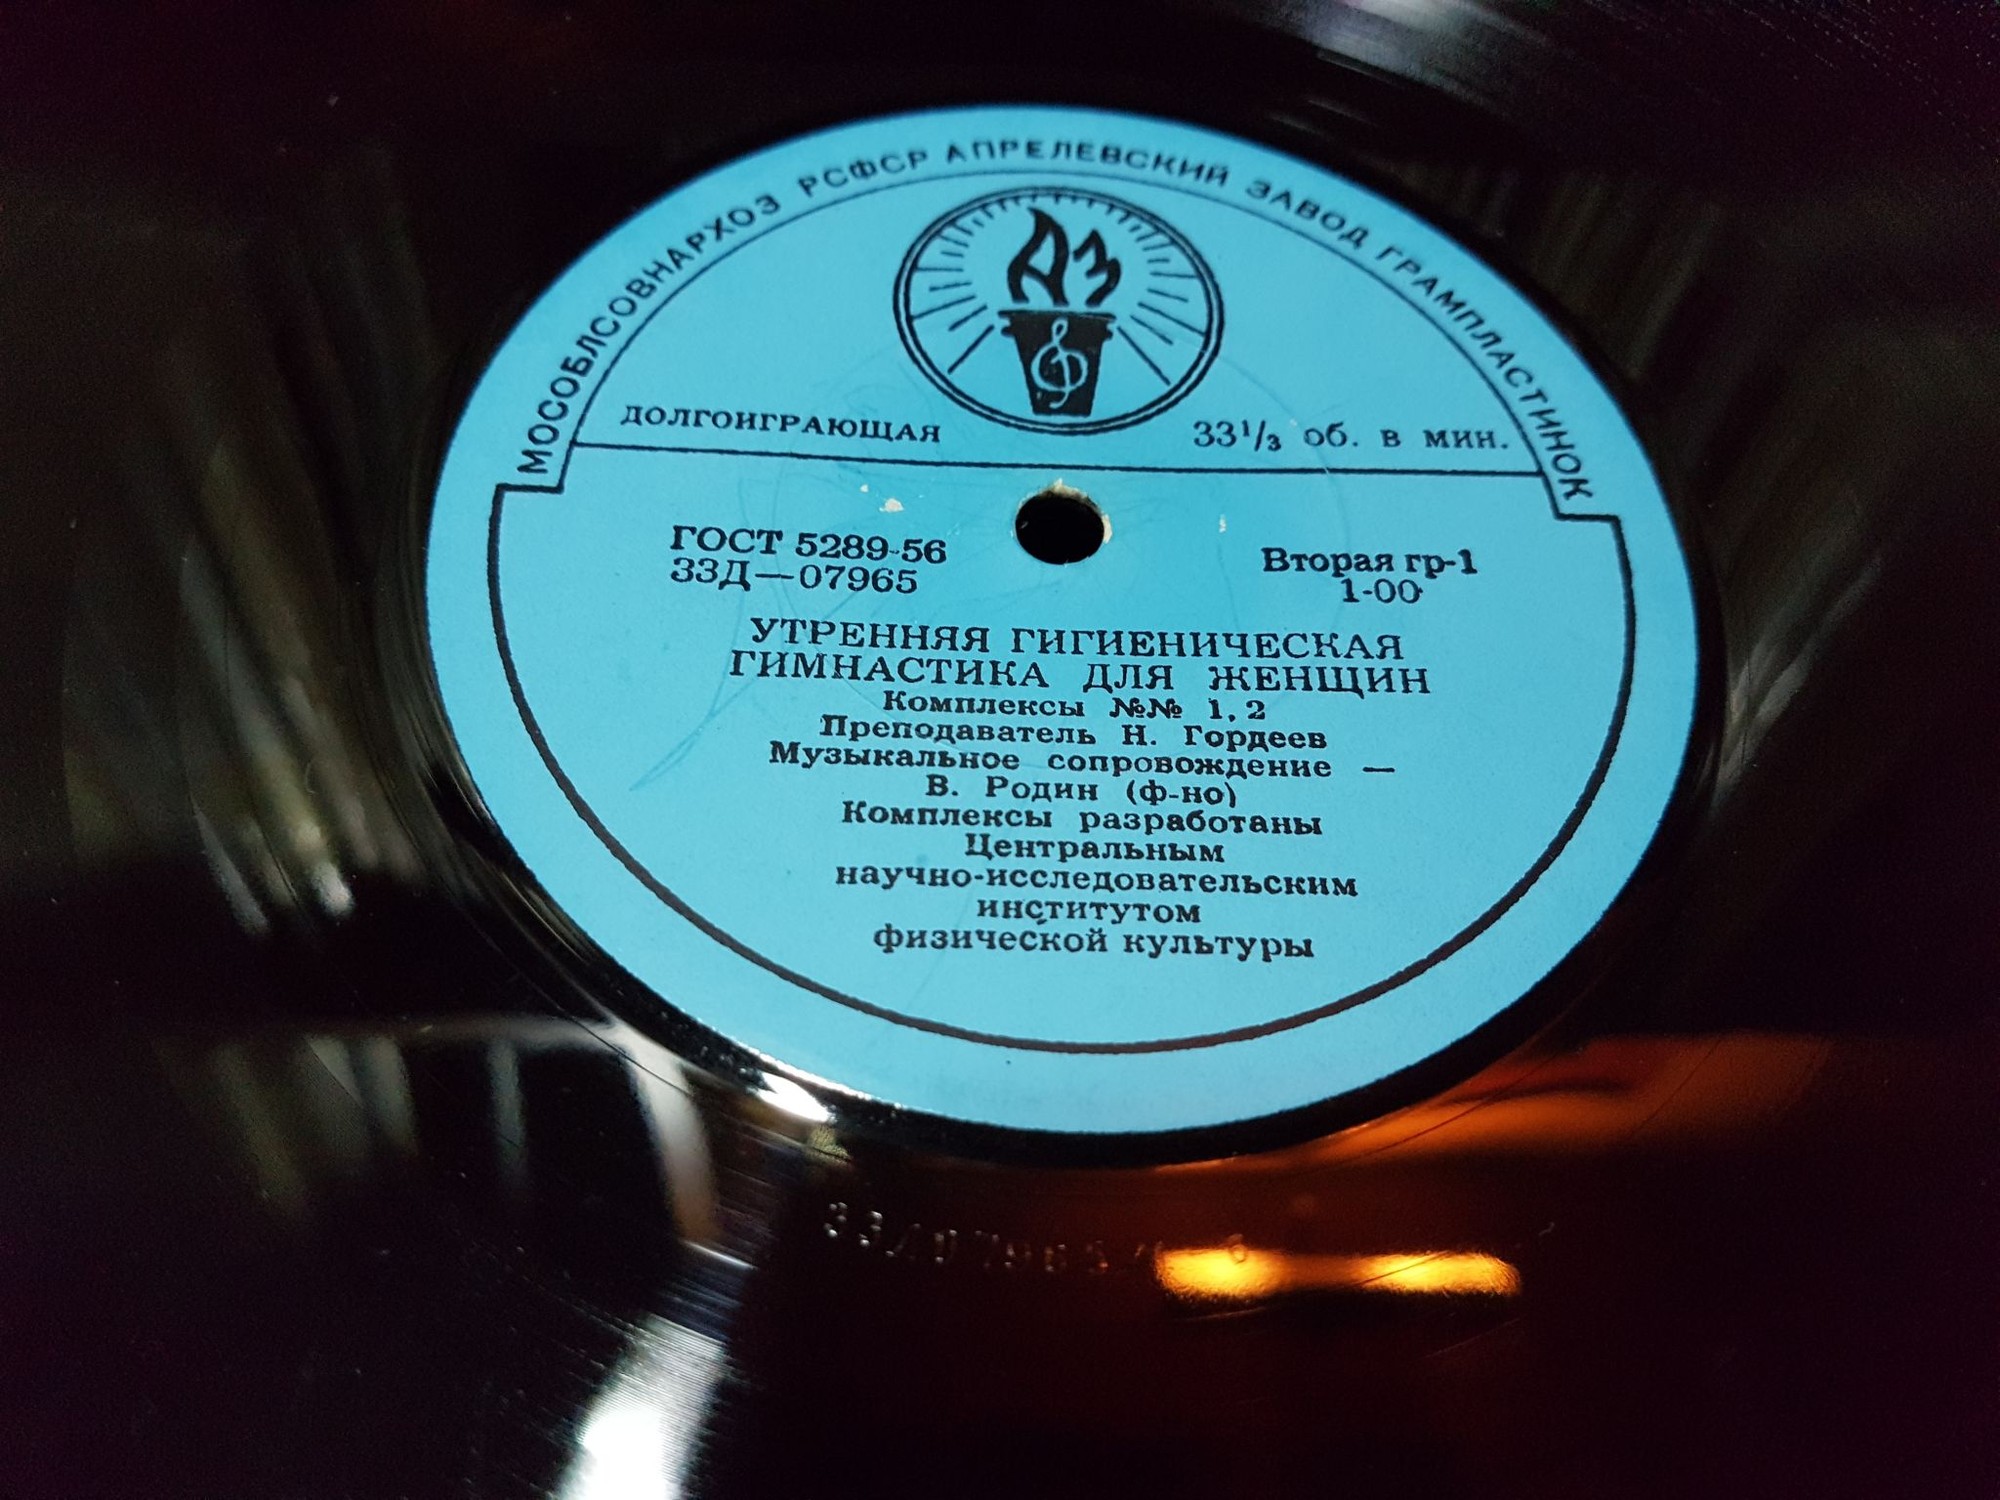 МОСОБЛСОВНАРХОЗ РСФСР АПРЕЛЕВСКИЙ ЗАВОД ГРАМПЛАСТИНОК
АЗ
ДОЛГОИГРАЮЩАЯ
33 1/3 об. в мин.
ГОСТ 5289-56
33Д—07965
Вторая гр-1
1-00
УТРЕННЯЯ ГИГИЕНИЧЕСКАЯ
ГИМНАСТИКА ДЛЯ ЖЕНЩИН
Комплексы №№ 1, 2
Преподаватель Н. Гордеев
Музыкальное сопровождение —
В. Родин (ф-но)
Комплексы разработаны
Центральным
научно-исследовательским
институтом
физической культуры